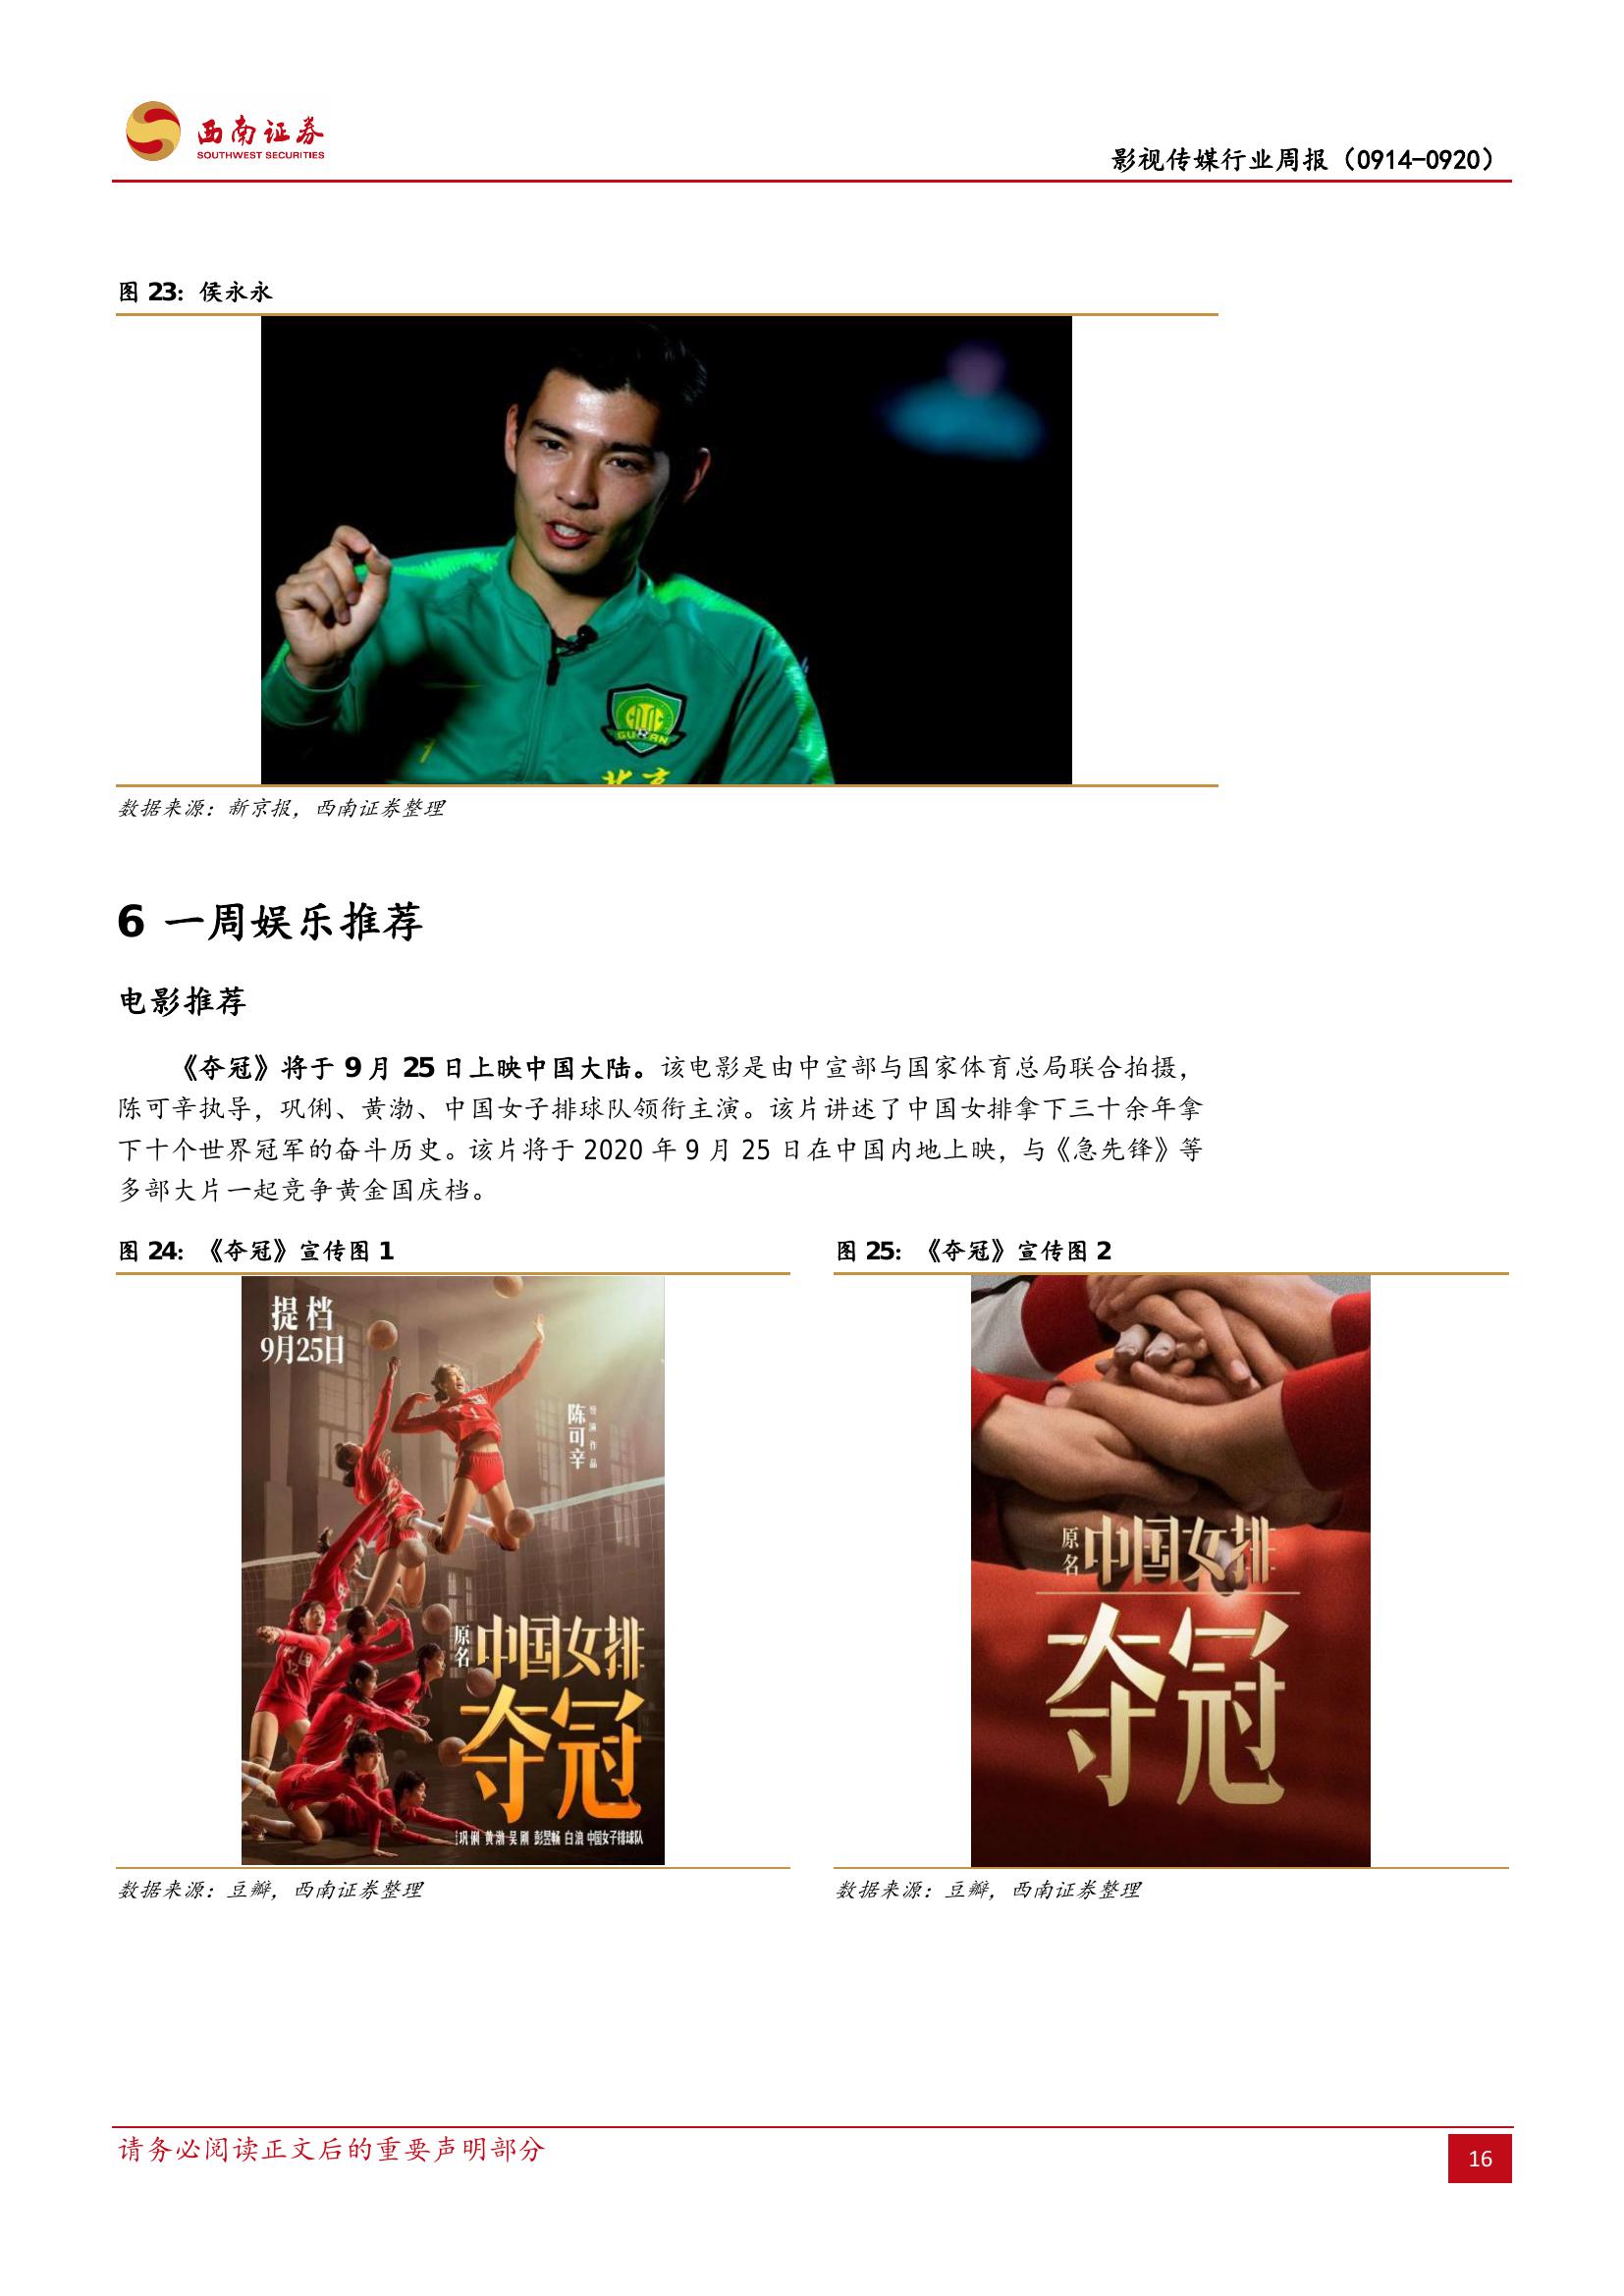 西南证券
SOUTHWEST SECURITIES
影视传媒行业周报（0914-0920）
图 23：侯永永
CITIC
GUOAN
北京
数据来源：新京报，西南证券整理
6 一周娱乐推荐
电影推荐
《夺冠》将于 9 月 25 日上映中国大陆。该电影是由中宣部与国家体育总局联合拍摄，
陈可辛执导，巩俐、黄渤、中国女子排球队领衔主演。该片讲述了中国女排拿下三十余年拿
下十个世界冠军的奋斗历史。该片将于 2020 年 9 月 25 日在中国内地上映，与《急先锋》等
多部大片一起竞争黄金国庆档。
图 24：《夺冠》宣传图 1
提档
9月25日
陈可辛
导演作品
原名 中国女排
夺冠
巩俐 黄渤 吴刚 彭昱畅 白浪 中国女子排球队
数据来源：豆瓣，西南证券整理
图 25：《夺冠》宣传图 2
原名 中国女排
夺冠
数据来源：豆瓣，西南证券整理
请务必阅读正文后的重要声明部分
16